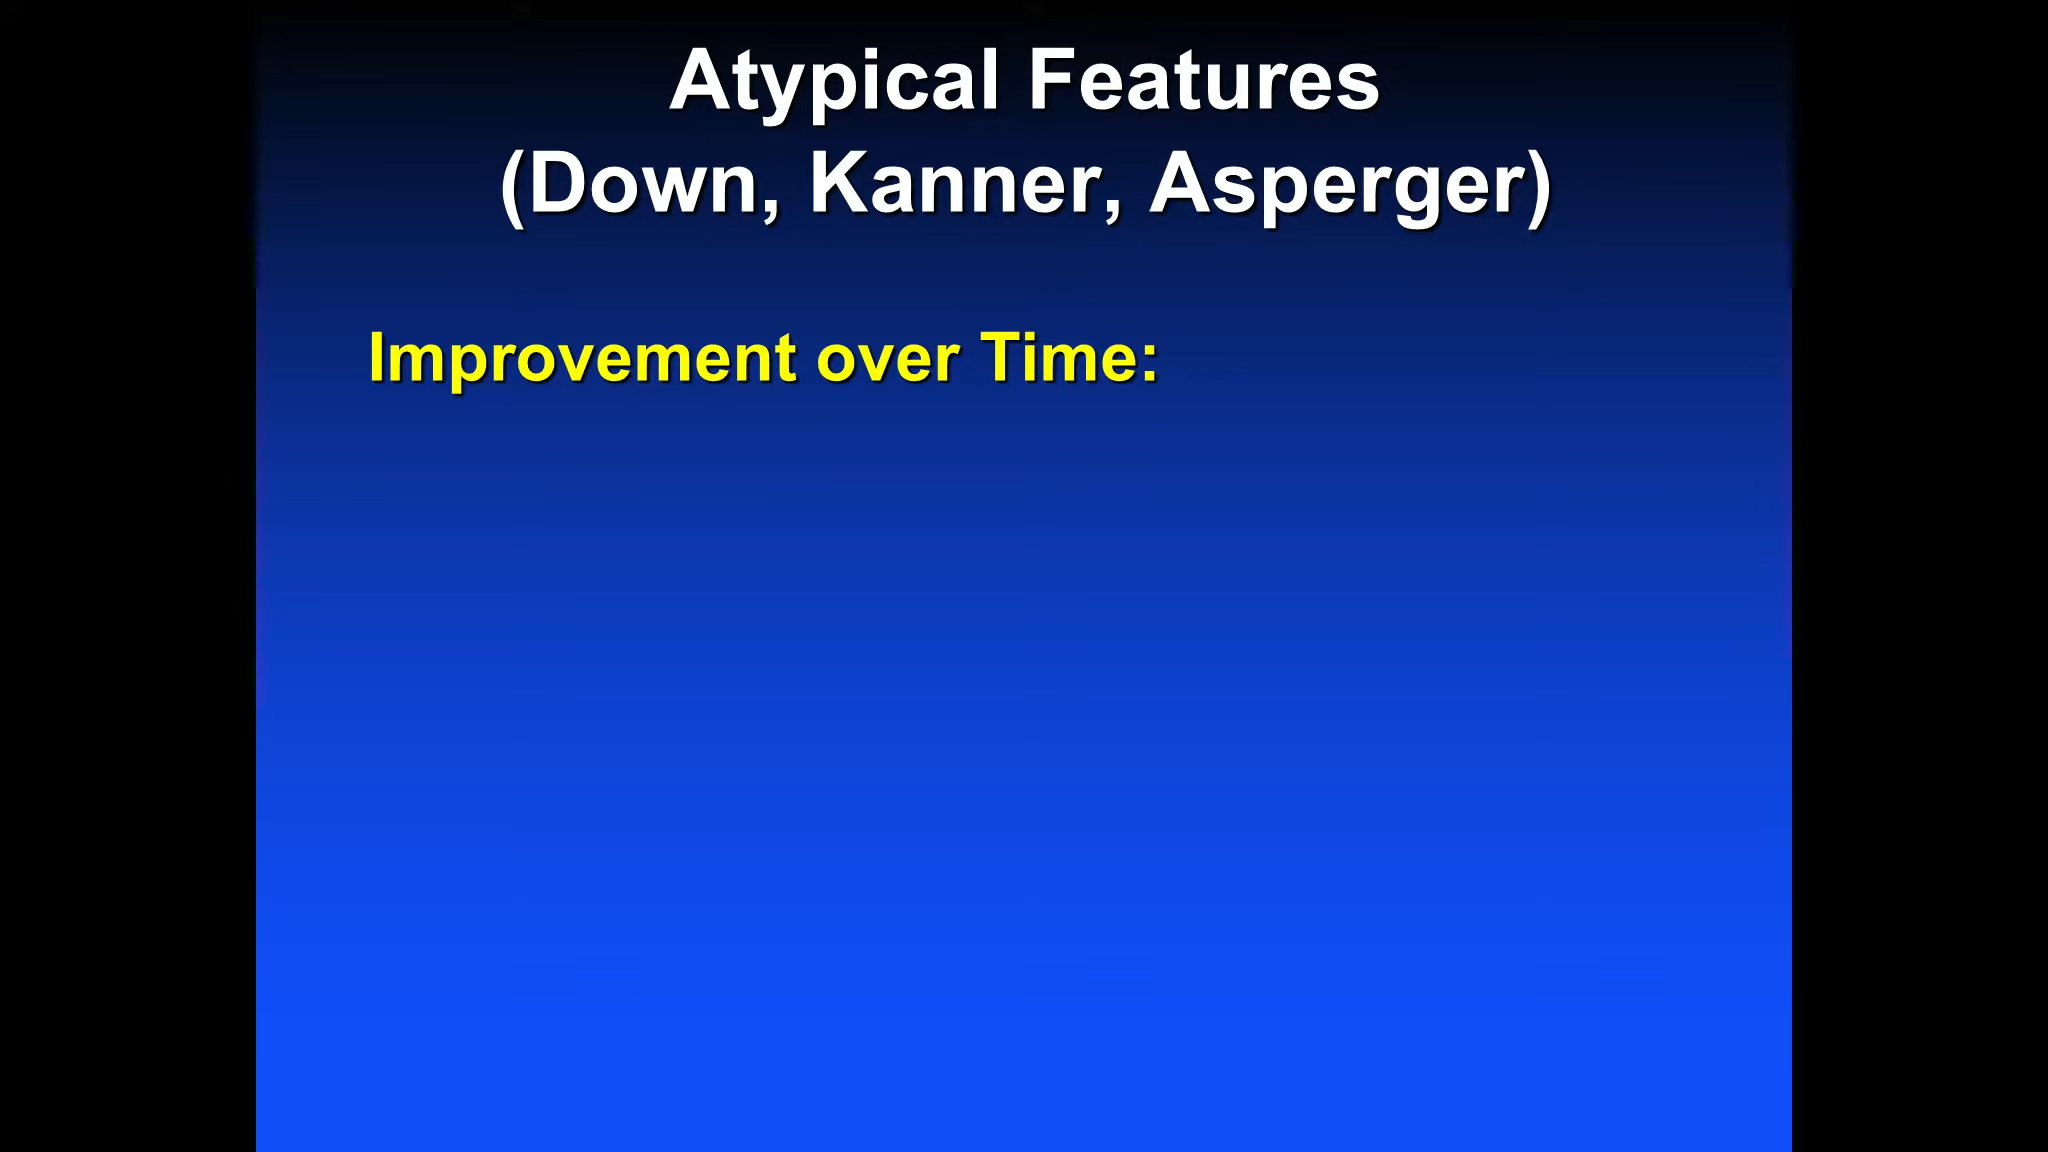 Atypical Features
(Down, Kanner, Asperger)
Improvement over Time: